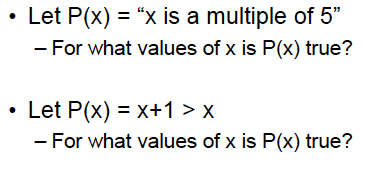 • Let P(x) = “x is a multiple of 5”
– For what values of x is P(x) true?
• Let P(x) = x+1 > x
– For what values of x is P(x) true?